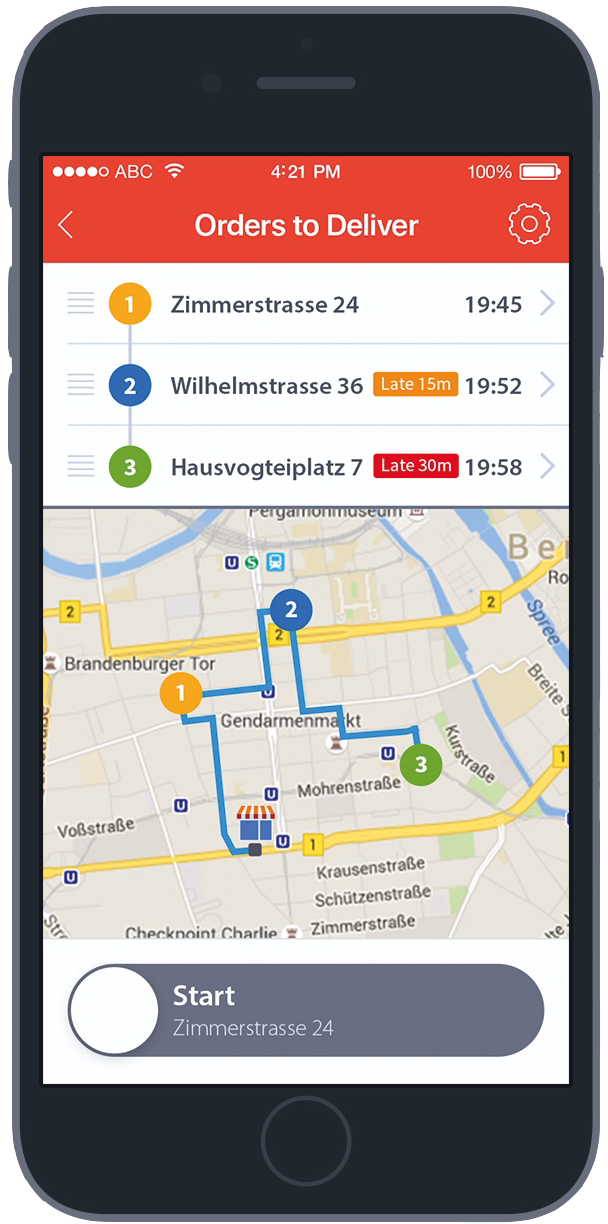 ABC 4:21 PM 100%
Orders to Deliver
1 Zimmerstrasse 24 19:45
2 Wilhelmstrasse 36 Late 15m 19:52
3 Hausvogteiplatz 7 Late 30m 19:58
Pergamonmuseum
Be
U S
Ro
2
2
2
2
Spree
Brandenburger Tor
1
U
Breite S
Gendarmenmarkt
Kurstraße
U
3
1
Mohrenstraße
U
U
Voßstraße
U
1
Krausenstraße
U
Schützenstraße
Zimmerstraße
Checkpoint Charlie
Start
Zimmerstrasse 24